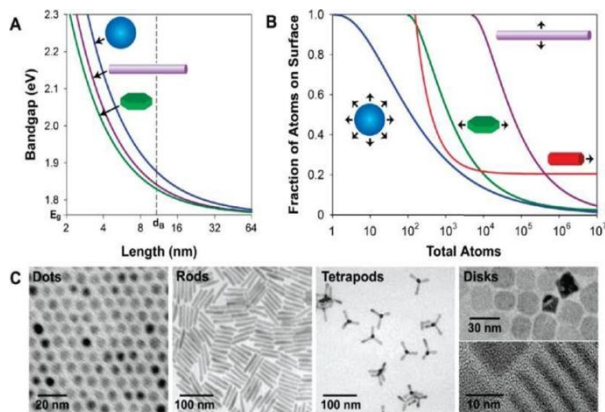 A
Bandgap (eV)
2.3
2.2
2.1
2.0
1.9
1.8
Eg
2
4
8
dB
16
32
64
Length (nm)
B
Fraction of Atoms on Surface
1
0.8
0.6
0.4
0.2
0
1
10
10²
10³
10⁴
10⁵
10⁶
10⁷
Total Atoms
C
Dots
20 nm
Rods
100 nm
Tetrapods
100 nm
Disks
30 nm
10 nm